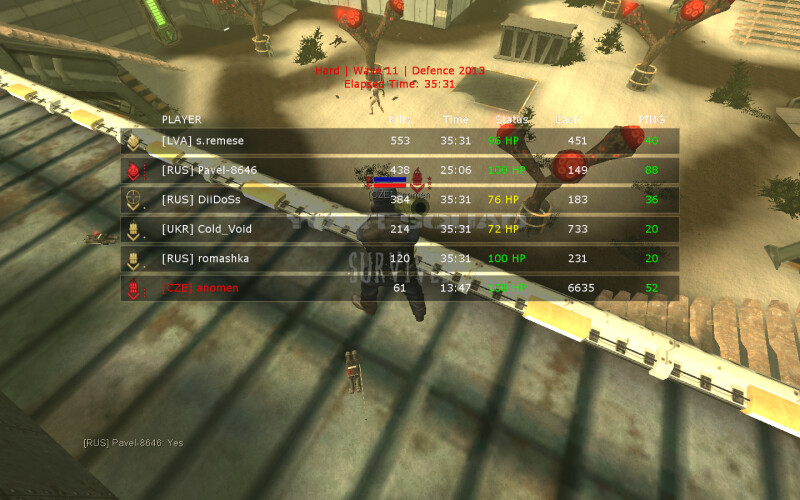 Hard | Wave 11 | Defence 2013
Elapsed Time: 35:31
PLAYER Kills Time Status PING
[LVA] s.remese 553 35:31 96 HP 451 40
[RUS] Pavel-8646 438 25:06 100 HP 149 88
[RUS] DiiDoSs 384 35:31 76 HP 183 36
[UKR] Cold_Void 214 35:31 72 HP 733 20
[RUS] romashka 120 35:31 100 HP 231 20
SURVIVE
[CZE] anomen 61 13:47 HP 6635 52
[RUS] Pavel-8646: Yes